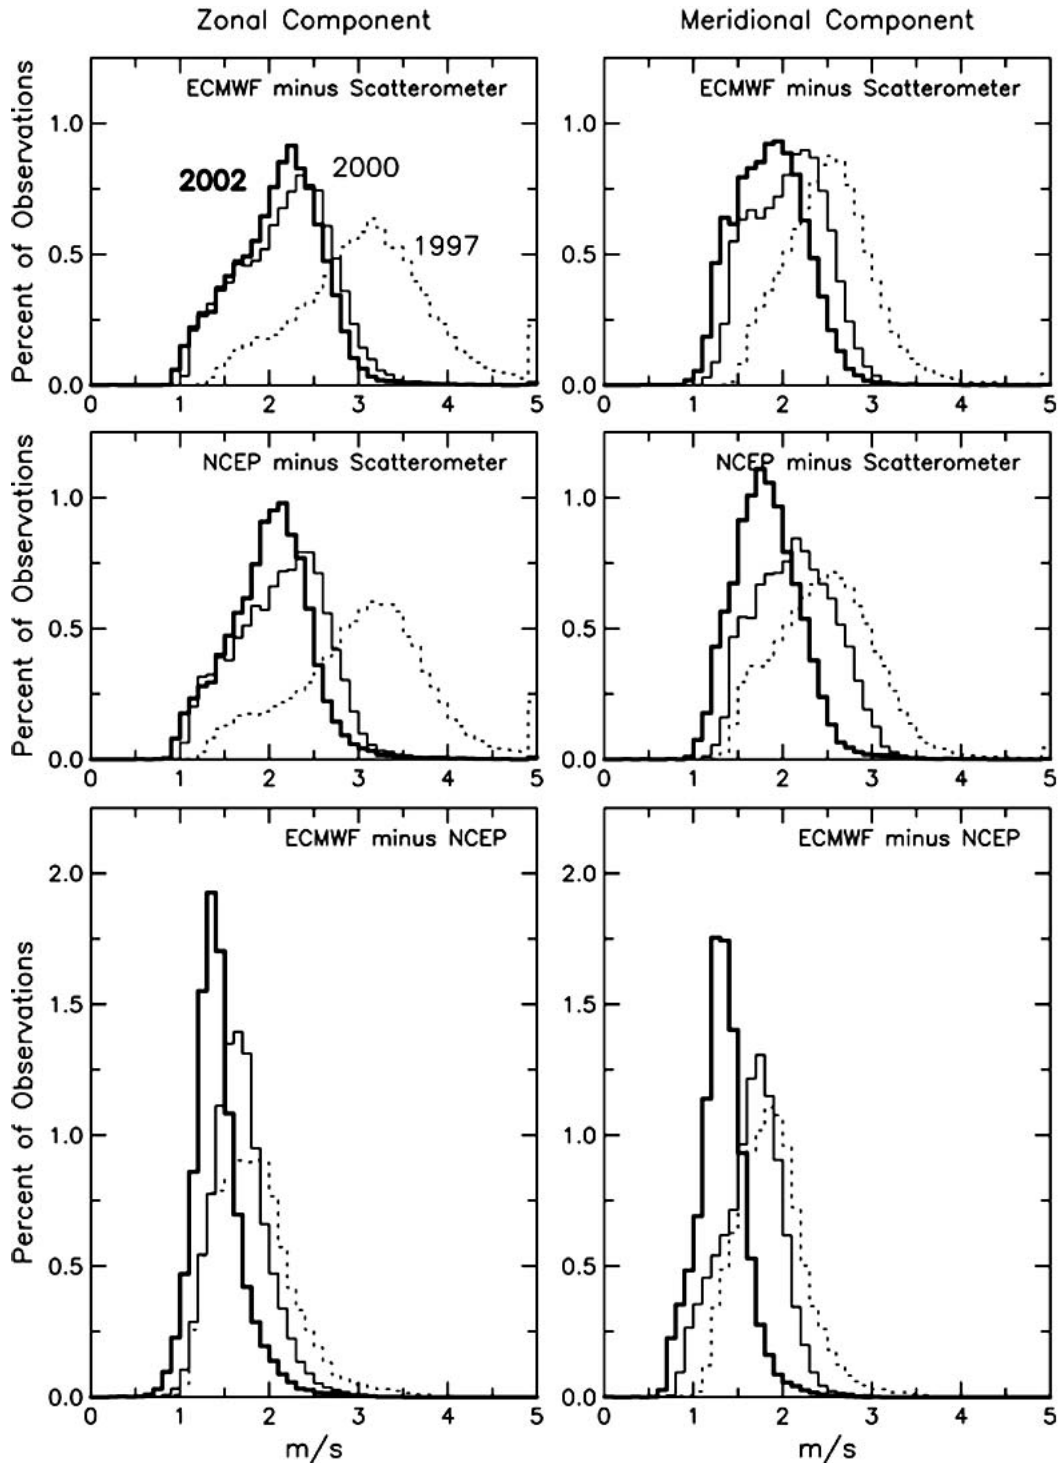 Zonal Component
Meridional Component
Percent of Observations
1.0
0.5
0.0
ECMWF minus Scatterometer
2002
2000
1997
0 1 2 3 4 5
1.0
0.5
0.0
ECMWF minus Scatterometer
0 1 2 3 4 5
Percent of Observations
1.0
0.5
0.0
NCEP minus Scatterometer
0 1 2 3 4 5
1.0
0.5
0.0
NCEP minus Scatterometer
0 1 2 3 4 5
Percent of Observations
2.0
1.5
1.0
0.5
0.0
ECMWF minus NCEP
0 1 2 3 4 5
m/s
2.0
1.5
1.0
0.5
0.0
ECMWF minus NCEP
0 1 2 3 4 5
m/s